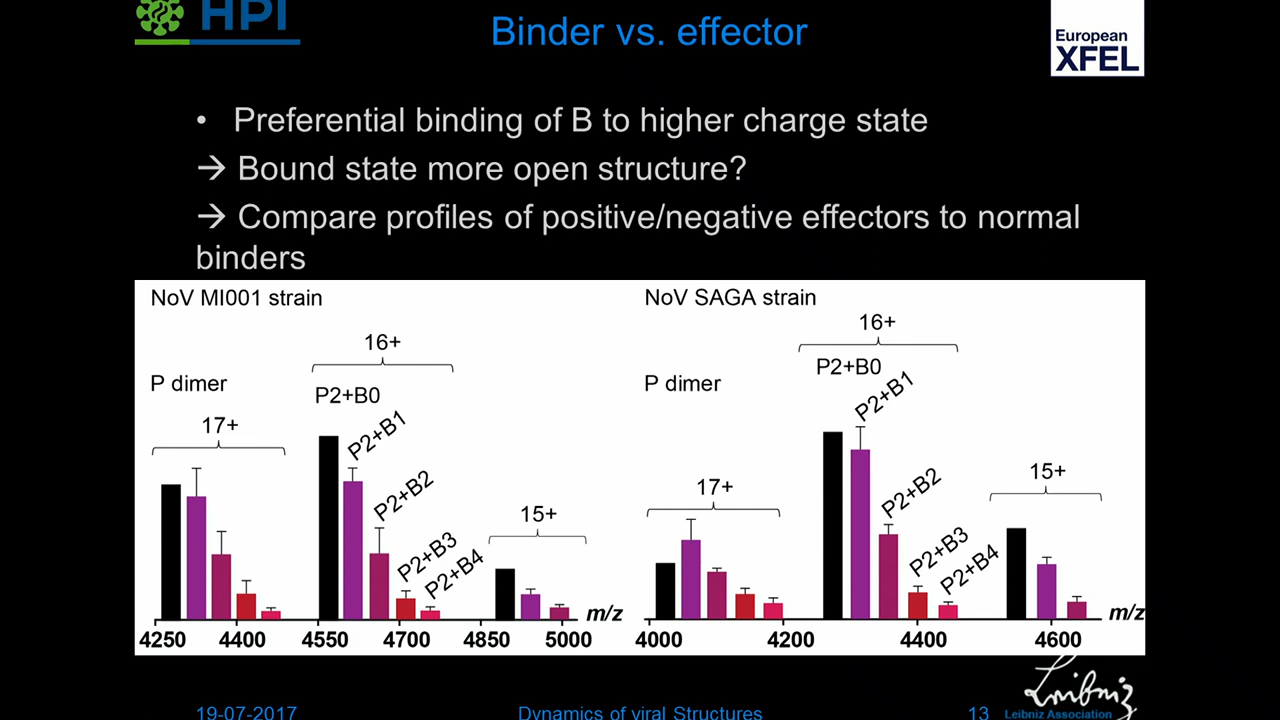 HPI
Binder vs. effector
European
XFEL
• Preferential binding of B to higher charge state
→ Bound state more open structure?
→ Compare profiles of positive/negative effectors to normal
binders
NoV MI001 strain
16+
P dimer
P2+B0
17+
P2+B1
P2+B2
15+
P2+B3
P2+B4
m/z
4250 4400 4550 4700 4850 5000
NoV SAGA strain
16+
P2+B0
P dimer
P2+B1
15+
17+
P2+B2
P2+B3
P2+B4
m/z
4000 4200 4400 4600
Leibniz
Leibniz Association
19-07-2017 Dynamics of viral Structures 13